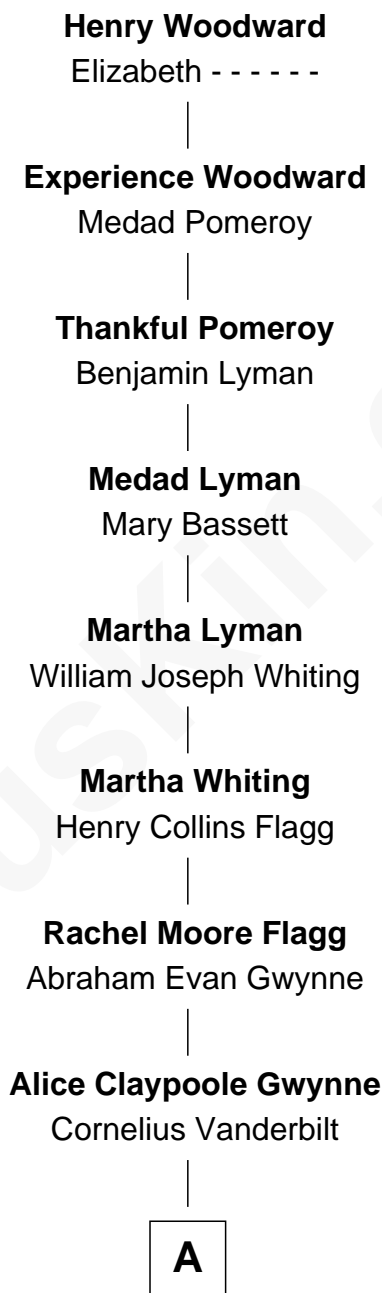 Henry Woodward
Elizabeth - - - - - -
Experience Woodward
Medad Pomeroy
Thankful Pomeroy
Benjamin Lyman
Medad Lyman
Mary Bassett
Martha Lyman
William Joseph Whiting
Martha Whiting
Henry Collins Flagg
Rachel Moore Flagg
Abraham Evan Gwynne
Alice Claypoole Gwynne
Cornelius Vanderbilt
A